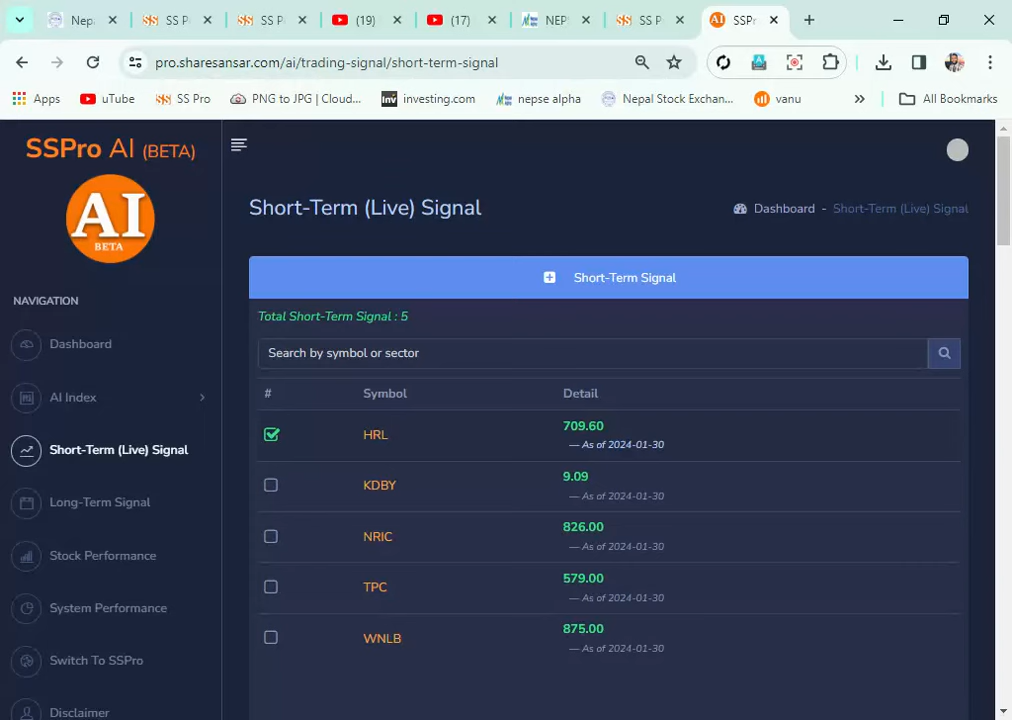 Nep
SS P
SS P
(19)
(17)
NEP
SS P
AI
SSPr
pro.sharesansar.com/ai/trading-signal/short-term-signal
Apps
uTube
SS Pro
PNG to JPG | Cloud...
Inv
investing.com
nepse alpha
Nepal Stock Exchan...
vanu
»
All Bookmarks
SSPro AI (BETA)
AI
BETA
NAVIGATION
Dashboard
AI Index
Short-Term (Live) Signal
Long-Term Signal
Stock Performance
System Performance
Switch To SSPro
Disclaimer
Short-Term (Live) Signal
Dashboard - Short-Term (Live) Signal
Short-Term Signal
Total Short-Term Signal : 5
Search by symbol or sector
# Symbol Detail
HRL 709.60
— As of 2024-01-30
KDBY 9.09
— As of 2024-01-30
NRIC 826.00
— As of 2024-01-30
TPC 579.00
— As of 2024-01-30
WNLB 875.00
— As of 2024-01-30